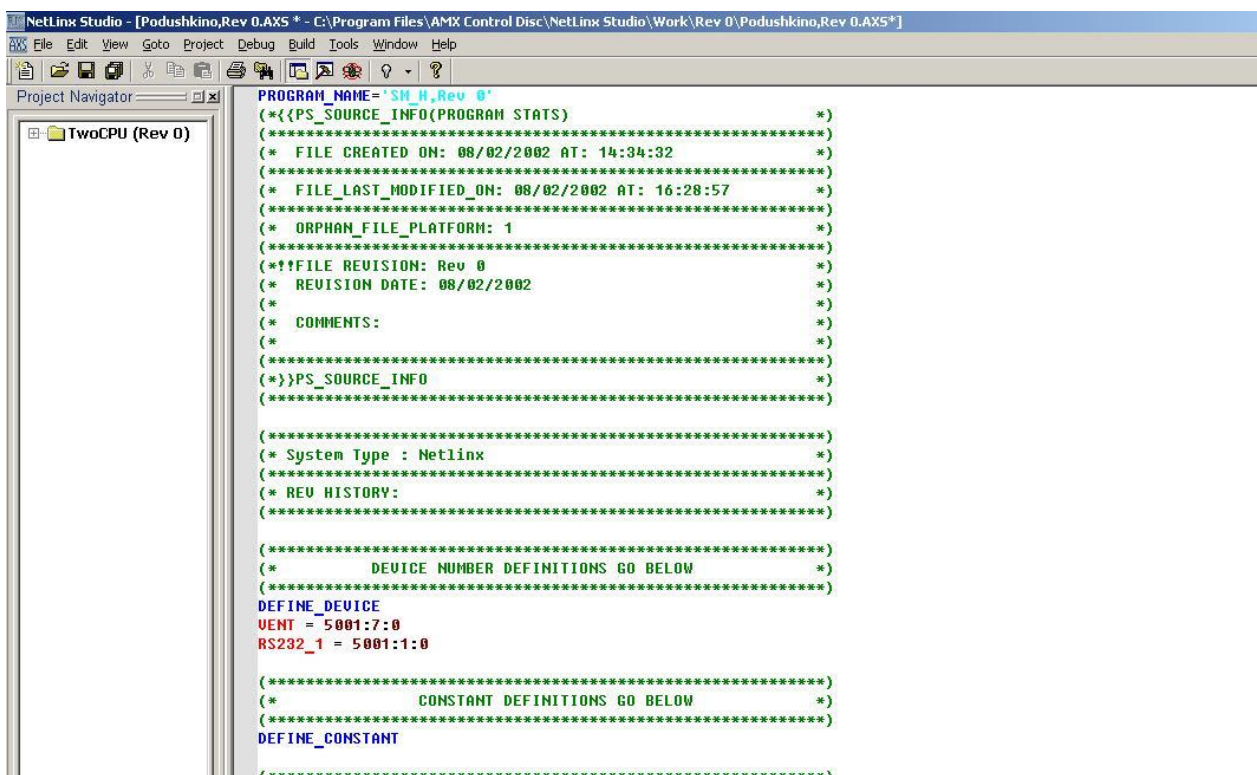 NetLinx Studio - [Podushkino,Rev 0.AXS * - C:\Program Files\AMX Control Disc\NetLinx Studio\Work\Rev 0\Podushkino,Rev 0.AXS*]
File Edit View Goto Project Debug Build Tools Window Help
Project Navigator
TwoCPU (Rev 0)
PROGRAM_NAME='SM_H,Rev 0'
(*{{PS_SOURCE_INFO(PROGRAM STATS) *)
(***********************************************************)
(* FILE CREATED ON: 08/02/2002 AT: 14:34:32 *)
(***********************************************************)
(* FILE_LAST_MODIFIED_ON: 08/02/2002 AT: 16:28:57 *)
(***********************************************************)
(* ORPHAN_FILE_PLATFORM: 1 *)
(***********************************************************)
(*!!FILE REVISION: Rev 0 *)
(* REVISION DATE: 08/02/2002 *)
(* *)
(* COMMENTS: *)
(* *)
(***********************************************************)
(*}}PS_SOURCE_INFO *)
(***********************************************************)
(***********************************************************)
(* System Type : Netlinx *)
(***********************************************************)
(* REV HISTORY: *)
(***********************************************************)
(***********************************************************)
(* DEVICE NUMBER DEFINITIONS GO BELOW *)
(***********************************************************)
DEFINE_DEVICE
VENT = 5001:7:0
RS232_1 = 5001:1:0
(***********************************************************)
(* CONSTANT DEFINITIONS GO BELOW *)
(***********************************************************)
DEFINE_CONSTANT
(***********************************************************)